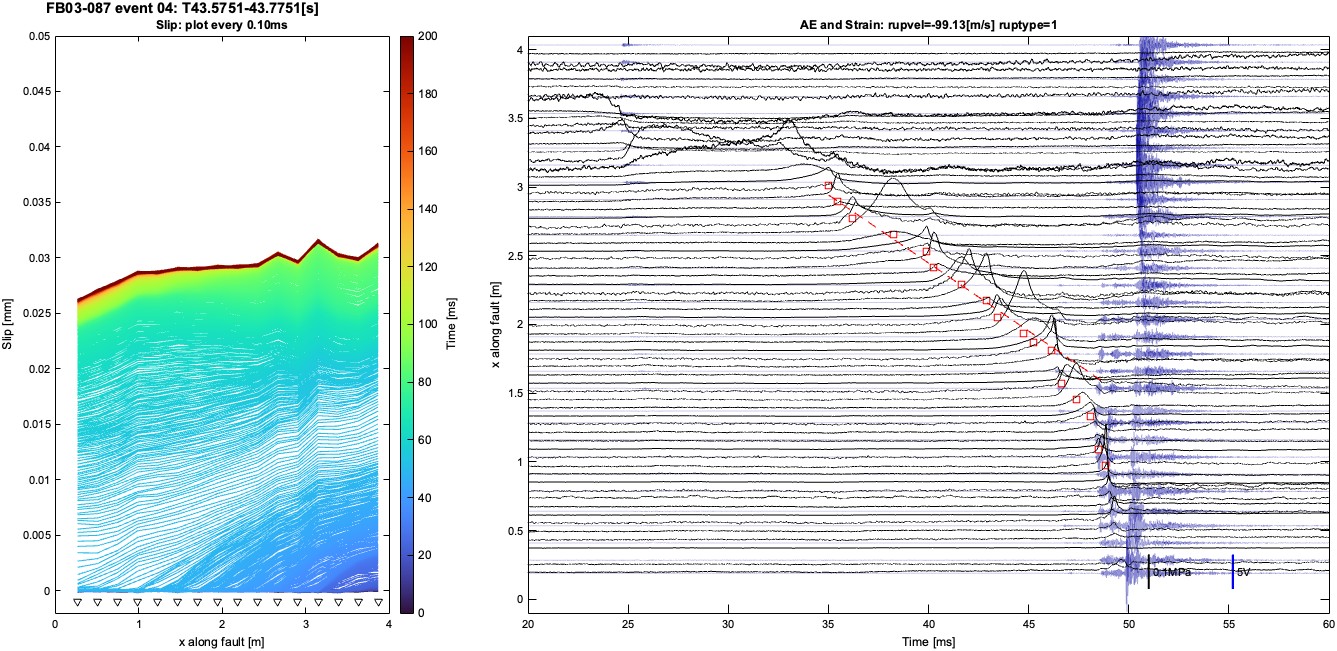 FB03-087 event 04: T43.5751-43.7751[s]
Slip: plot every 0.10ms
0.05
0.045
0.04
0.035
0.03
0.025
0.02
0.015
0.01
0.005
0
Slip [mm]
0 1 2 3 4
x along fault [m]
200
180
160
140
120
100
80
60
40
20
0
Time [ms]
AE and Strain: rupvel=-99.13[m/s] ruptype=1
4
3.5
3
2.5
2
1.5
1
0.5
0
x along fault [m]
0.1MPa
5V
20 25 30 35 40 45 50 55 60
Time [ms]